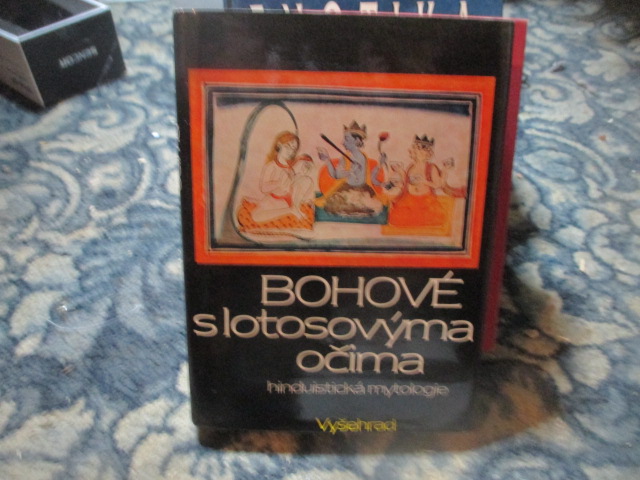 BOHOVÉ
s lotosovýma
očima
hinduistická mytologie
Vyšehrad